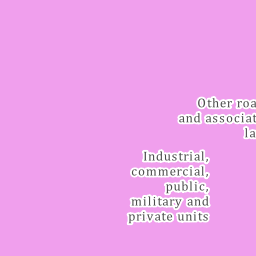 Other roa
and associat
la
Industrial,
commercial,
public,
military and
private units